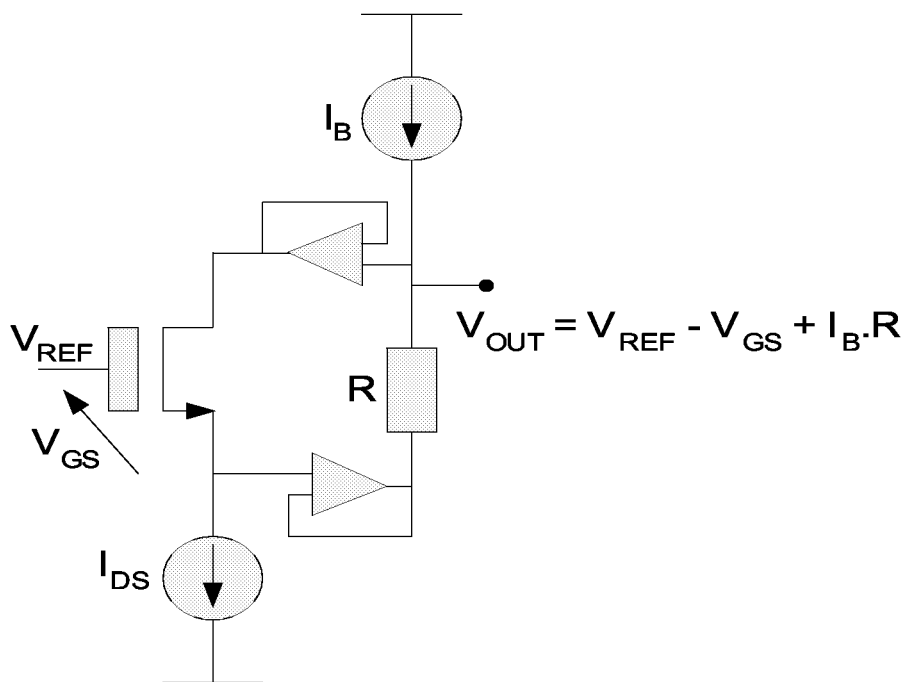 I_B
V_OUT = V_REF - V_GS + I_B.R
V_REF
R
V_GS
I_DS